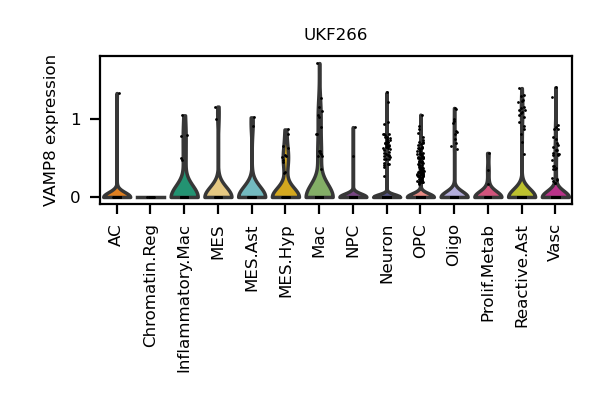 UKF266
VAMP8 expression
1
0
AC
Chromatin.Reg
Inflammatory.Mac
MES
MES.Ast
MES.Hyp
Mac
NPC
Neuron
OPC
Oligo
Prolif.Metab
Reactive.Ast
Vasc